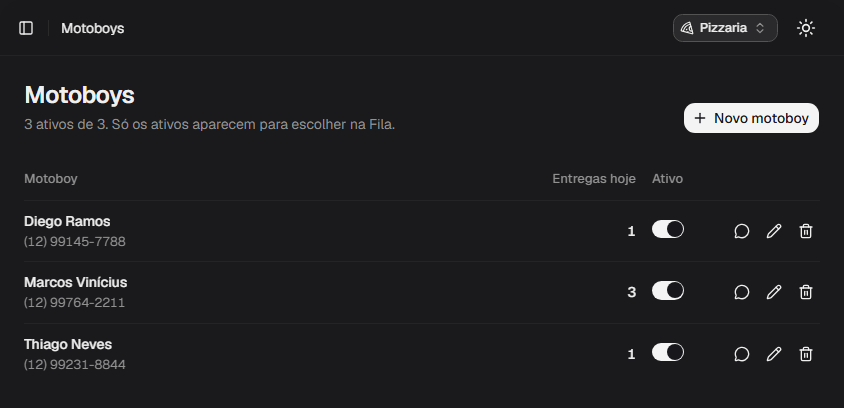 Motoboys
Pizzaria
Motoboys
3 ativos de 3. Só os ativos aparecem para escolher na Fila.
Novo motoboy
Motoboy Entregas hoje Ativo
Diego Ramos
(12) 99145-7788
1
Marcos Vinícius
(12) 99764-2211
3
Thiago Neves
(12) 99231-8844
1